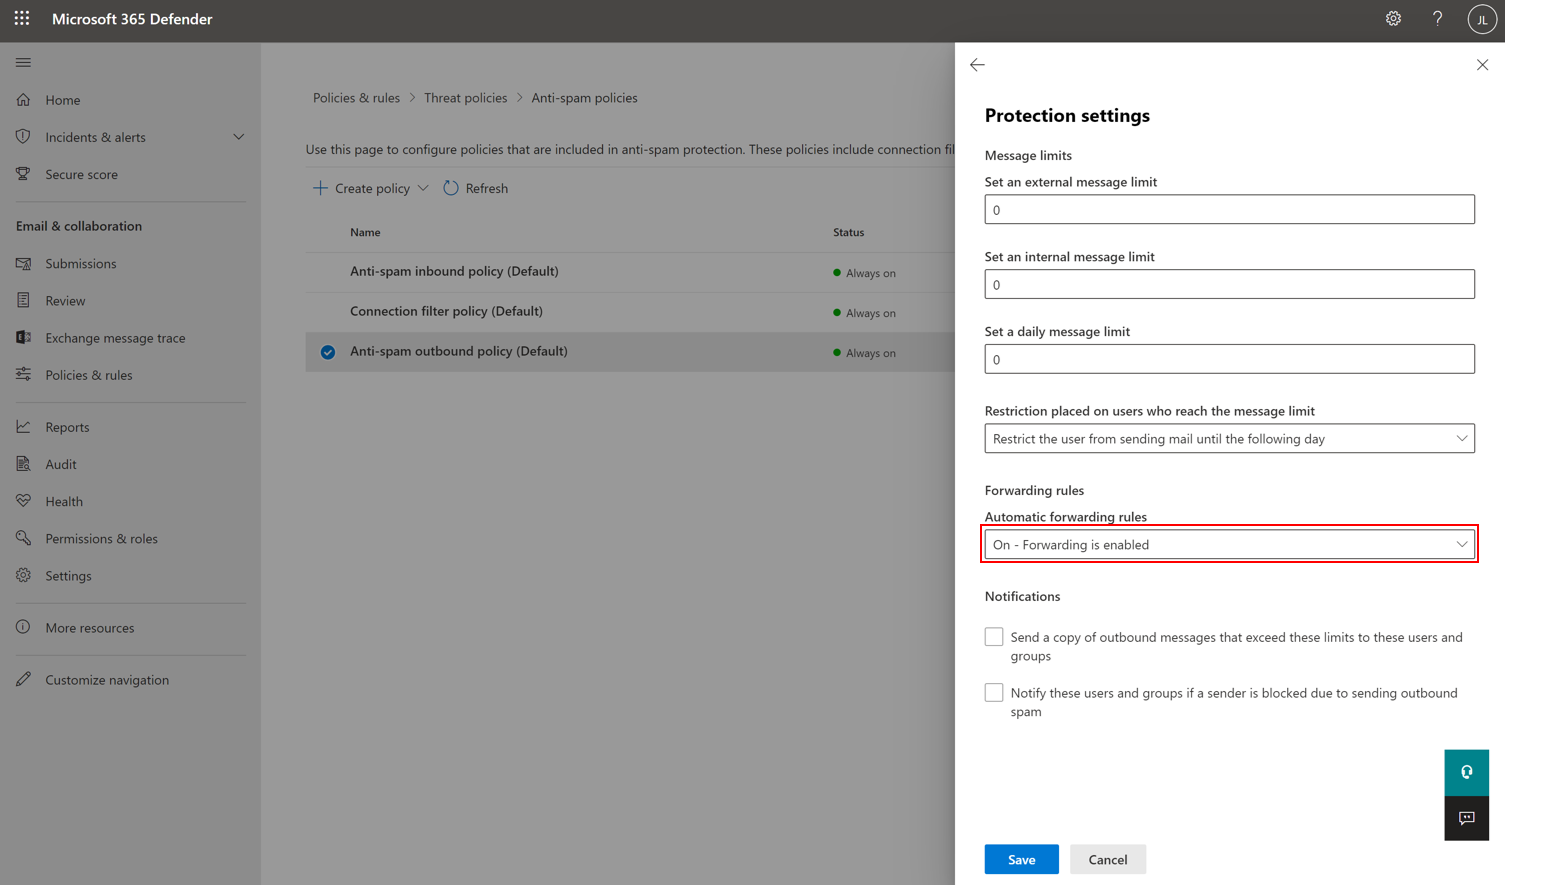 Microsoft 365 Defender
?
JL
Home
Incidents & alerts
Secure score
Email & collaboration
Submissions
Review
Exchange message trace
Policies & rules
Reports
Audit
Health
Permissions & roles
Settings
More resources
Customize navigation
Policies & rules > Threat policies > Anti-spam policies
Use this page to configure policies that are included in anti-spam protection. These policies include connection fil
Create policy
Refresh
Name Status
Anti-spam inbound policy (Default) Always on
Connection filter policy (Default) Always on
Anti-spam outbound policy (Default) Always on
Protection settings
Message limits
Set an external message limit
0
Set an internal message limit
0
Set a daily message limit
0
Restriction placed on users who reach the message limit
Restrict the user from sending mail until the following day
Forwarding rules
Automatic forwarding rules
On - Forwarding is enabled
Notifications
Send a copy of outbound messages that exceed these limits to these users and
groups
Notify these users and groups if a sender is blocked due to sending outbound
spam
Save
Cancel